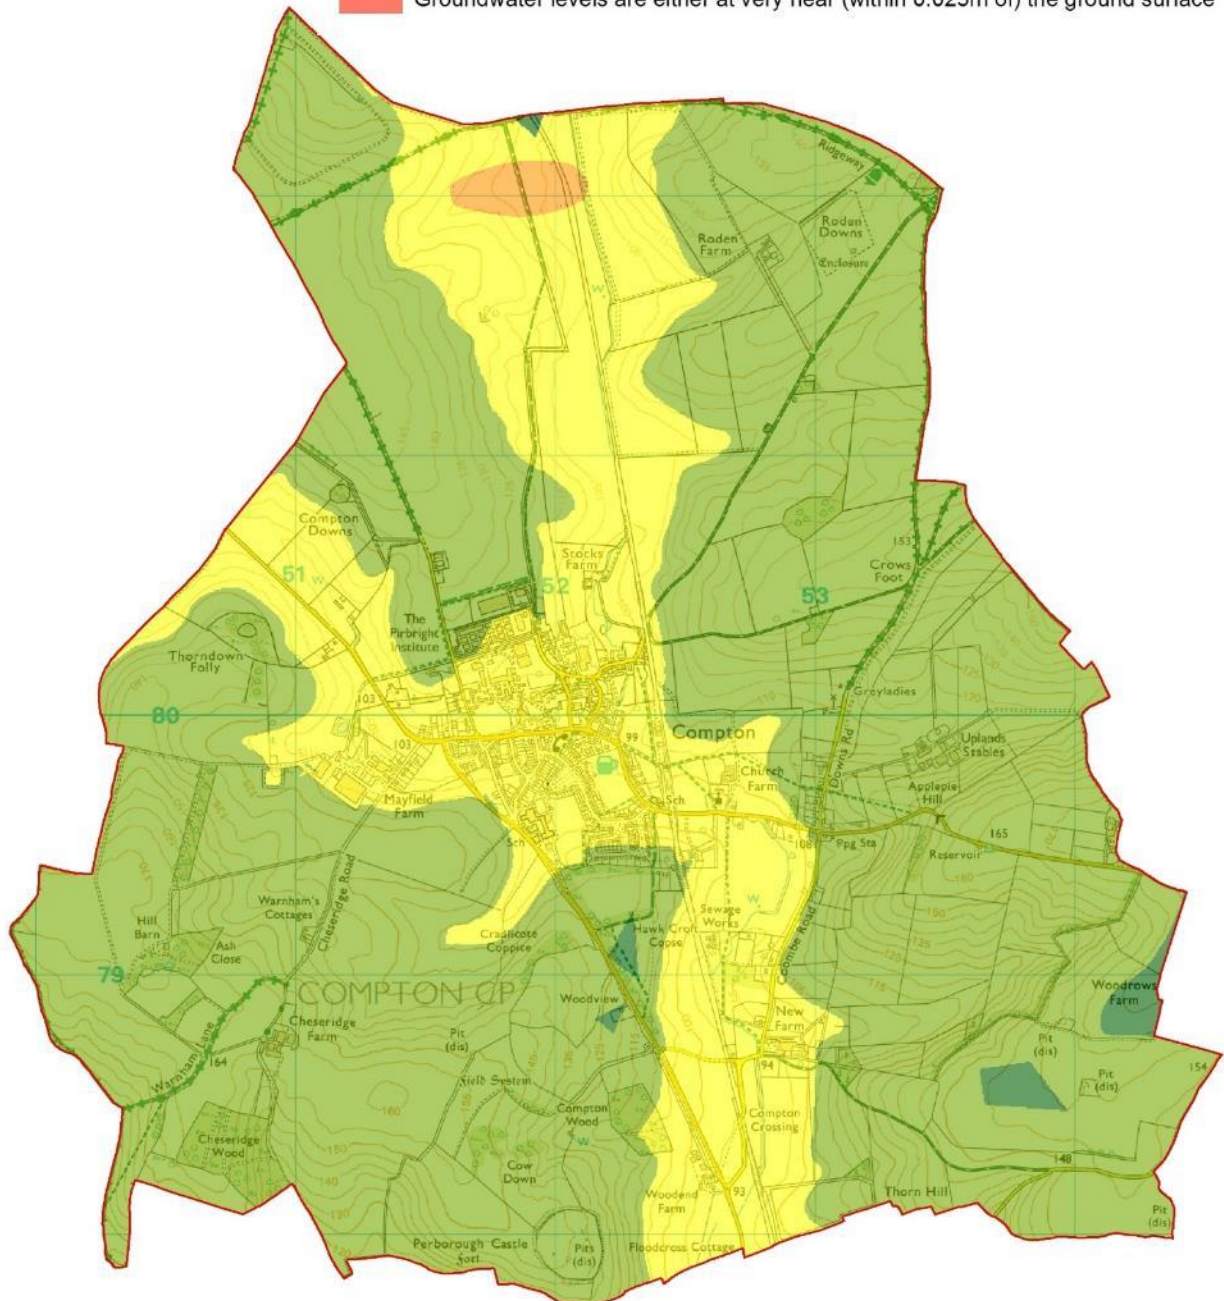 Groundwater levels are either at very near (within 0.025m of) the ground surface
Ridgeway
Roden
Farm
Roden
Downs
Enclosure
Compton
Downs
51
w
Stocks
Farm
52
153
Crows
Foot
53
The
Pirbright
Institute
Thorndown
Folly
103
Greyladies
80
103
99
Compton
Downs Rd
Uplands
Stables
Church
Farm
Applepie
Hill
Mayfield
Farm
Sch
Sch
108
Ppg Sta
165
Reservoir
Cheseridge Road
Warnham's
Cottages
Hill
Barn
Ash
Close
Cradlicote
Coppice
Sewage
Works
w
Hawk Croft
Copse
Coombe Road
79
COMPTON CP
Woodview
Woodrows
Farm
Cheseridge
Farm
Warnham Lane
164
Pit
(dis)
New
Farm
Pit
(dis)
94
Pit
(dis)
154
Field System
Compton
Wood
w
Compton
Crossing
Cheseridge
Wood
Cow
Down
148
Woodend
Farm
93
Thorn Hill
Pit
(dis)
Perborough Castle
Fort
Pits
(dis)
Floodcross Cottage